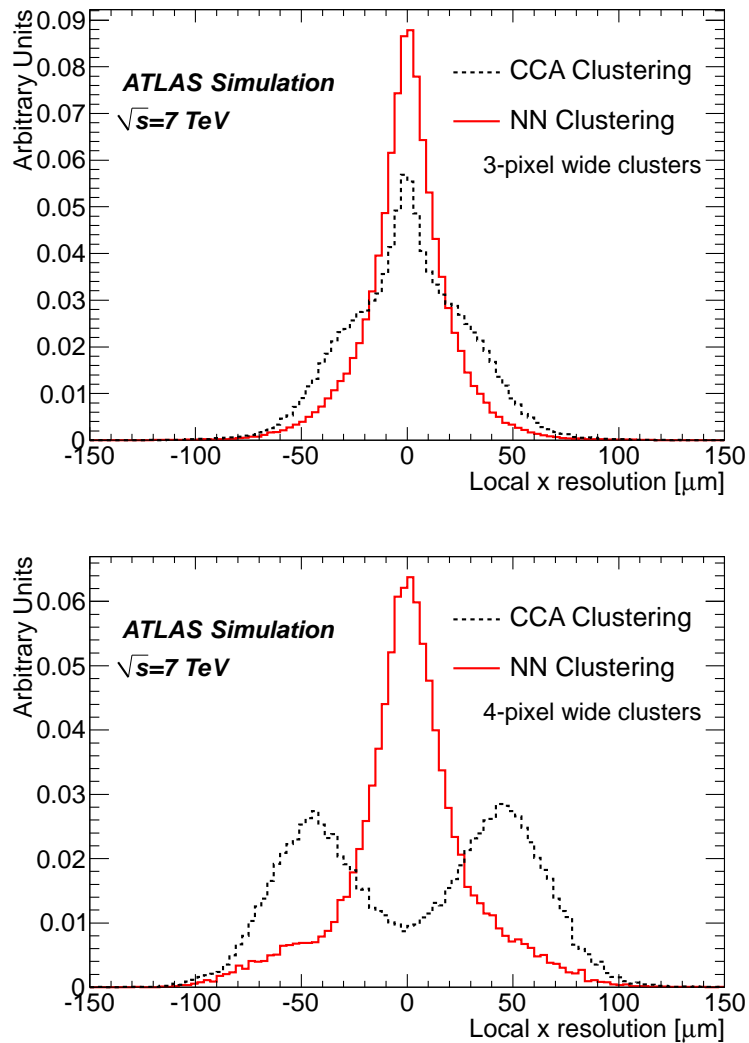 Arbitrary Units
0.09
0.08
0.07
0.06
0.05
0.04
0.03
0.02
0.01
0
ATLAS Simulation
√s=7 TeV
CCA Clustering
NN Clustering
3-pixel wide clusters
-150 -100 -50 0 50 100 150
Local x resolution [μm]
Arbitrary Units
0.06
0.05
0.04
0.03
0.02
0.01
0
ATLAS Simulation
√s=7 TeV
CCA Clustering
NN Clustering
4-pixel wide clusters
-150 -100 -50 0 50 100 150
Local x resolution [μm]